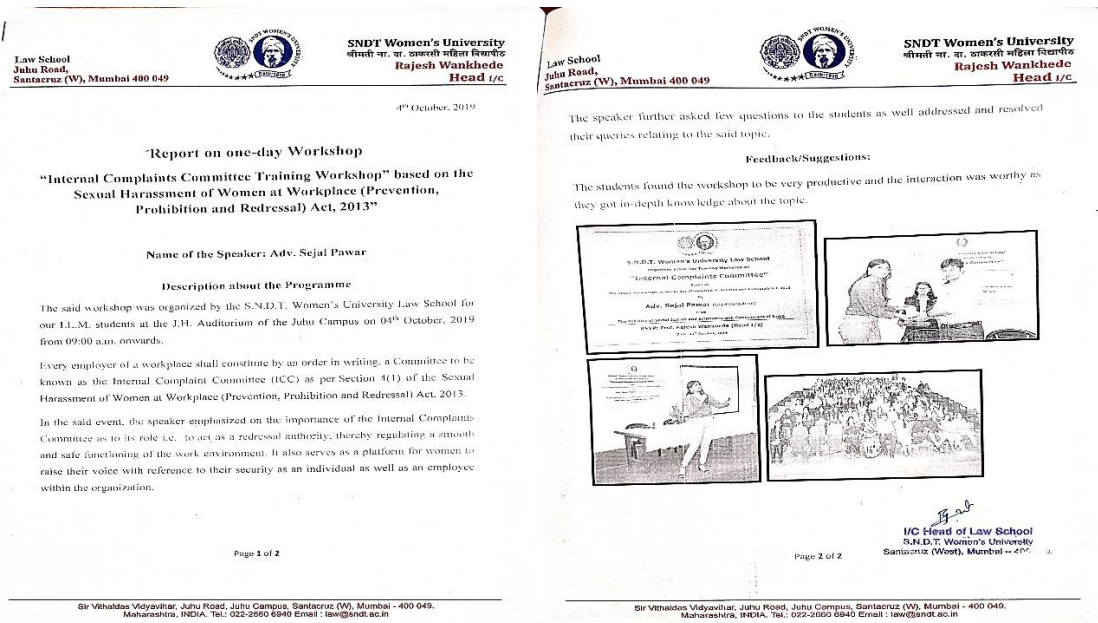 Law School
Juhu Road,
Santacruz (W), Mumbai 400 049
SNDT WOMEN'S UNIVERSITY
SNDT Women's University
श्रीमती ना. दा. ठाकरसी महिला विद्यापीठ
Rajesh Wankhede
Head I/C
4th October, 2019
Report on one-day Workshop
"Internal Complaints Committee Training Workshop" based on the
Sexual Harassment of Women at Workplace (Prevention,
Prohibition and Redressal) Act, 2013"
Name of the Speaker: Adv. Sejal Pawar
Description about the Programme
The said workshop was organized by the S.N.D.T. Women's University Law School for
our LL.M. students at the J.H. Auditorium of the Juhu Campus on 04th October, 2019
from 09:00 a.m. onwards.
Every employer of a workplace shall constitute by an order in writing, a Committee to be
known as the Internal Complaint Committee (ICC) as per Section 4(1) of the Sexual
Harassment of Women at Workplace (Prevention, Prohibition and Redressal) Act, 2013.
In the said event, the speaker emphasized on the importance of the Internal Complaints
Committee as to its role i.e. to act as a redressal authority, thereby regulating a smooth
and safe functioning of the work environment. It also serves as a platform for women to
raise their voice with reference to their security as an individual as well as an employee
within the organization.
Page 1 of 2
Sir Vithaldas Vidyavihar, Juhu Road, Juhu Campus, Santacruz (W), Mumbai - 400 049.
Maharashtra, INDIA. Tel.: 022-2660 6940 Email : law@sndt.ac.in
Law School
Juhu Road,
Santacruz (W), Mumbai 400 049
SNDT WOMEN'S UNIVERSITY
SNDT Women's University
श्रीमती ना. दा. ठाकरसी महिला विद्यापीठ
Rajesh Wankhede
Head I/C
The speaker further asked few questions to the students as well addressed and resolved
their queries relating to the said topic.
Feedback/Suggestions:
The students found the workshop to be very productive and the interaction was worthy as
they got in-depth knowledge about the topic.
S.N.D.T. Women's University Law School
"Internal Complaints Committee"
Adv. Sejal Pawar
I/C Head of Law School
S.N.D.T. Women's University
Santacruz (West), Mumbai
Page 2 of 2
Sir Vithaldas Vidyavihar, Juhu Road, Juhu Campus, Santacruz (W), Mumbai - 400 049.
Maharashtra, INDIA. Tel.: 022-2660 6940 Email : law@sndt.ac.in